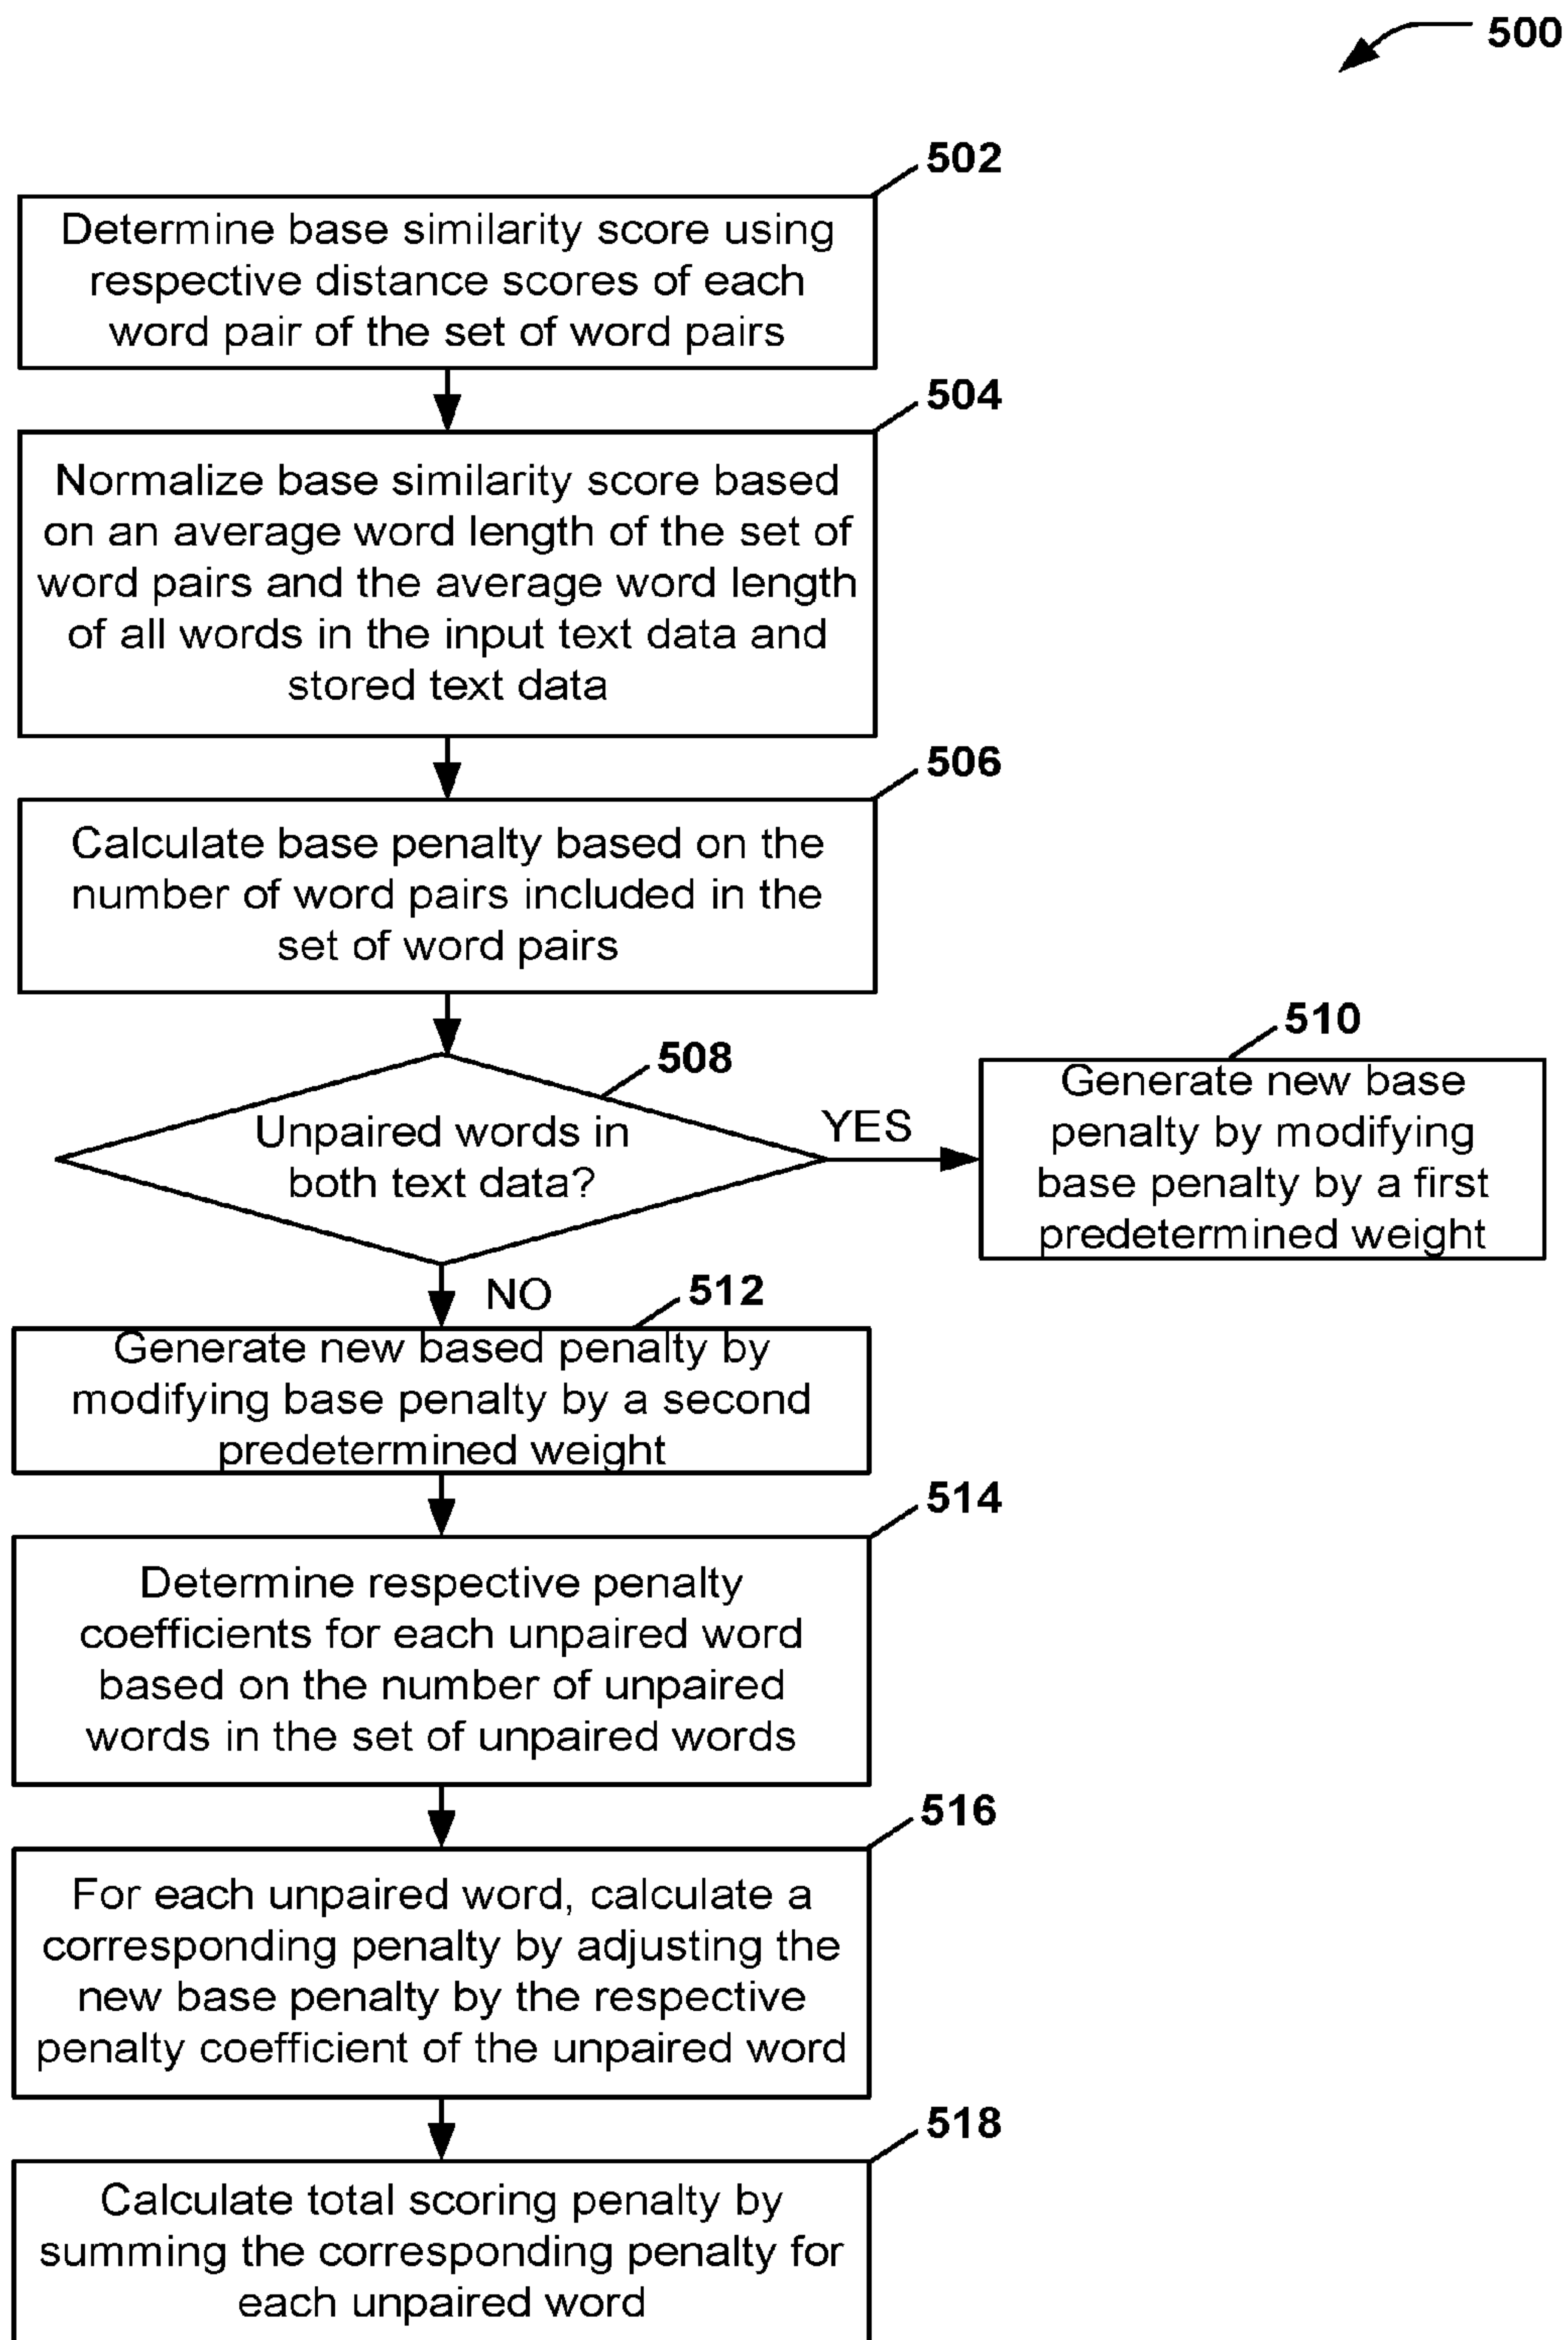 500
502
Determine base similarity score using
respective distance scores of each
word pair of the set of word pairs
504
Normalize base similarity score based
on an average word length of the set of
word pairs and the average word length
of all words in the input text data and
stored text data
506
Calculate base penalty based on the
number of word pairs included in the
set of word pairs
508
Unpaired words in
both text data?
YES
510
Generate new base
penalty by modifying
base penalty by a first
predetermined weight
NO
512
Generate new based penalty by
modifying base penalty by a second
predetermined weight
514
Determine respective penalty
coefficients for each unpaired word
based on the number of unpaired
words in the set of unpaired words
516
For each unpaired word, calculate a
corresponding penalty by adjusting the
new base penalty by the respective
penalty coefficient of the unpaired word
518
Calculate total scoring penalty by
summing the corresponding penalty for
each unpaired word